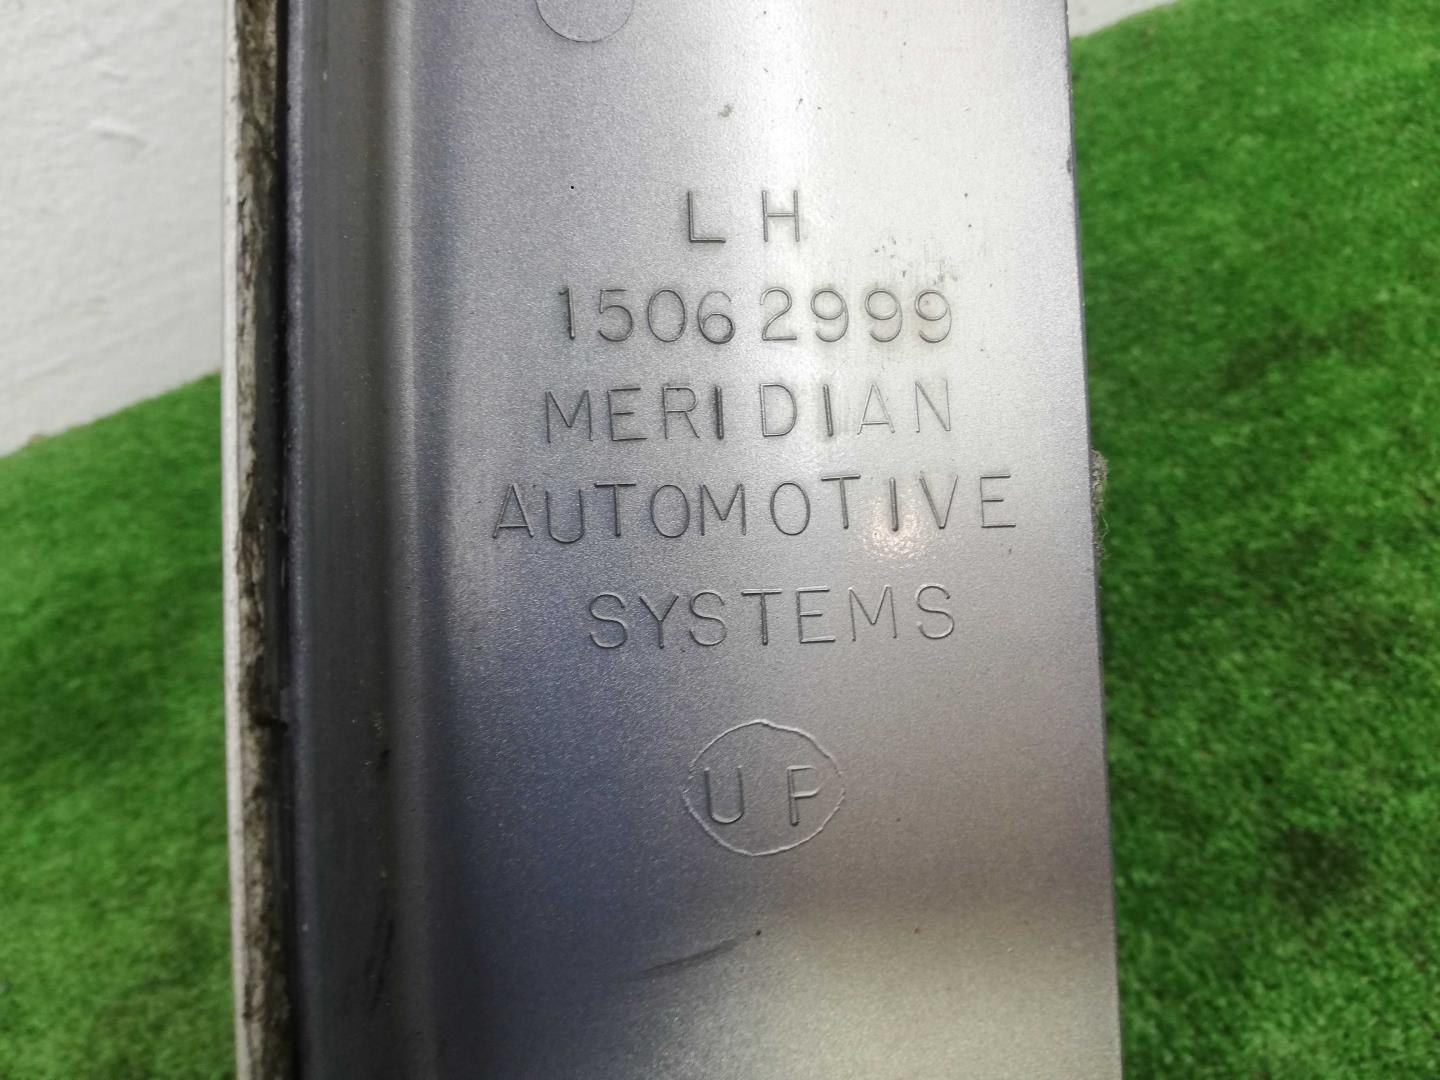 LH
15062999
MERIDIAN
AUTOMOTIVE
SYSTEMS
UP